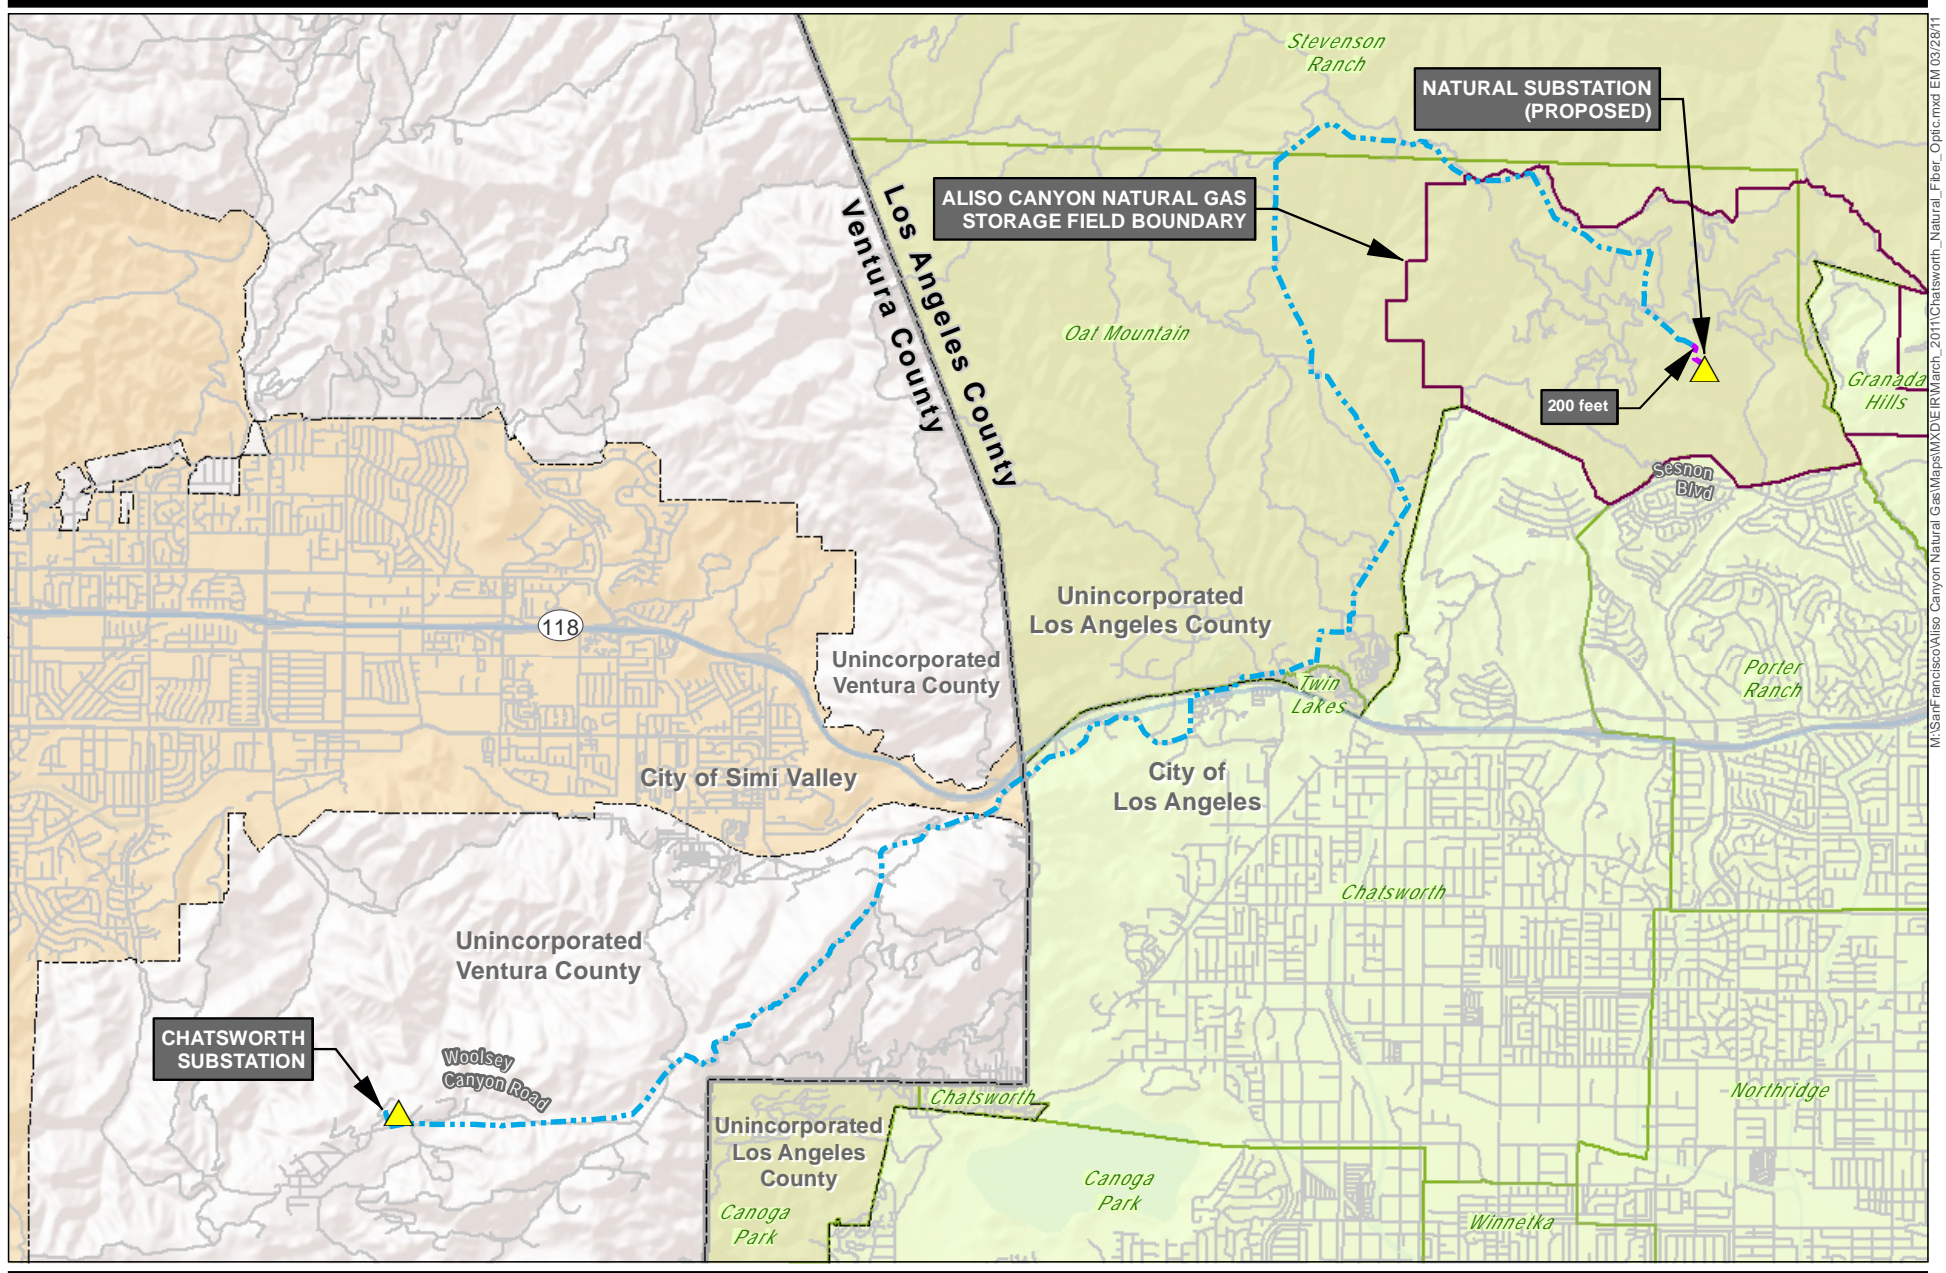 Stevenson
Ranch
NATURAL SUBSTATION
(PROPOSED)
ALISO CANYON NATURAL GAS
STORAGE FIELD BOUNDARY
Los Angeles County
Ventura County
Oat Mountain
200 feet
Granada
Hills
Sesnon
Blvd
Unincorporated
Los Angeles County
118
Unincorporated
Ventura County
Twin
Lakes
Porter
Ranch
City of Simi Valley
City of
Los Angeles
Chatsworth
Unincorporated
Ventura County
CHATSWORTH
SUBSTATION
Woolsey
Canyon Road
Chatsworth
Northridge
Unincorporated
Los Angeles
County
Canoga
Park
Canoga
Park
Winnetka
M:\SanFrancisco\Aliso Canyon Natural Gas\Maps\MXD\EIR\March_2011\Chatsworth_Natural_Fiber_Optic.mxd EM 03/28/11